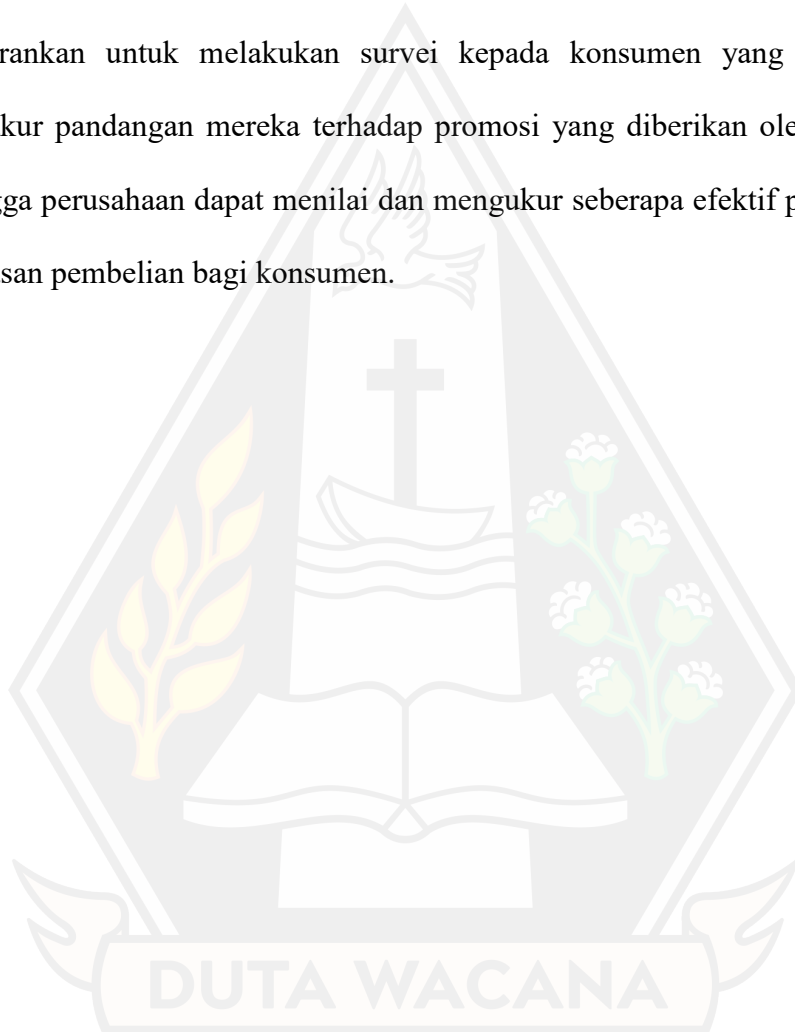 rankan untuk melakukan survei kepada konsumen yang
kur pandangan mereka terhadap promosi yang diberikan ole
gga perusahaan dapat menilai dan mengukur seberapa efektif p
san pembelian bagi konsumen.
DUTA WACANA